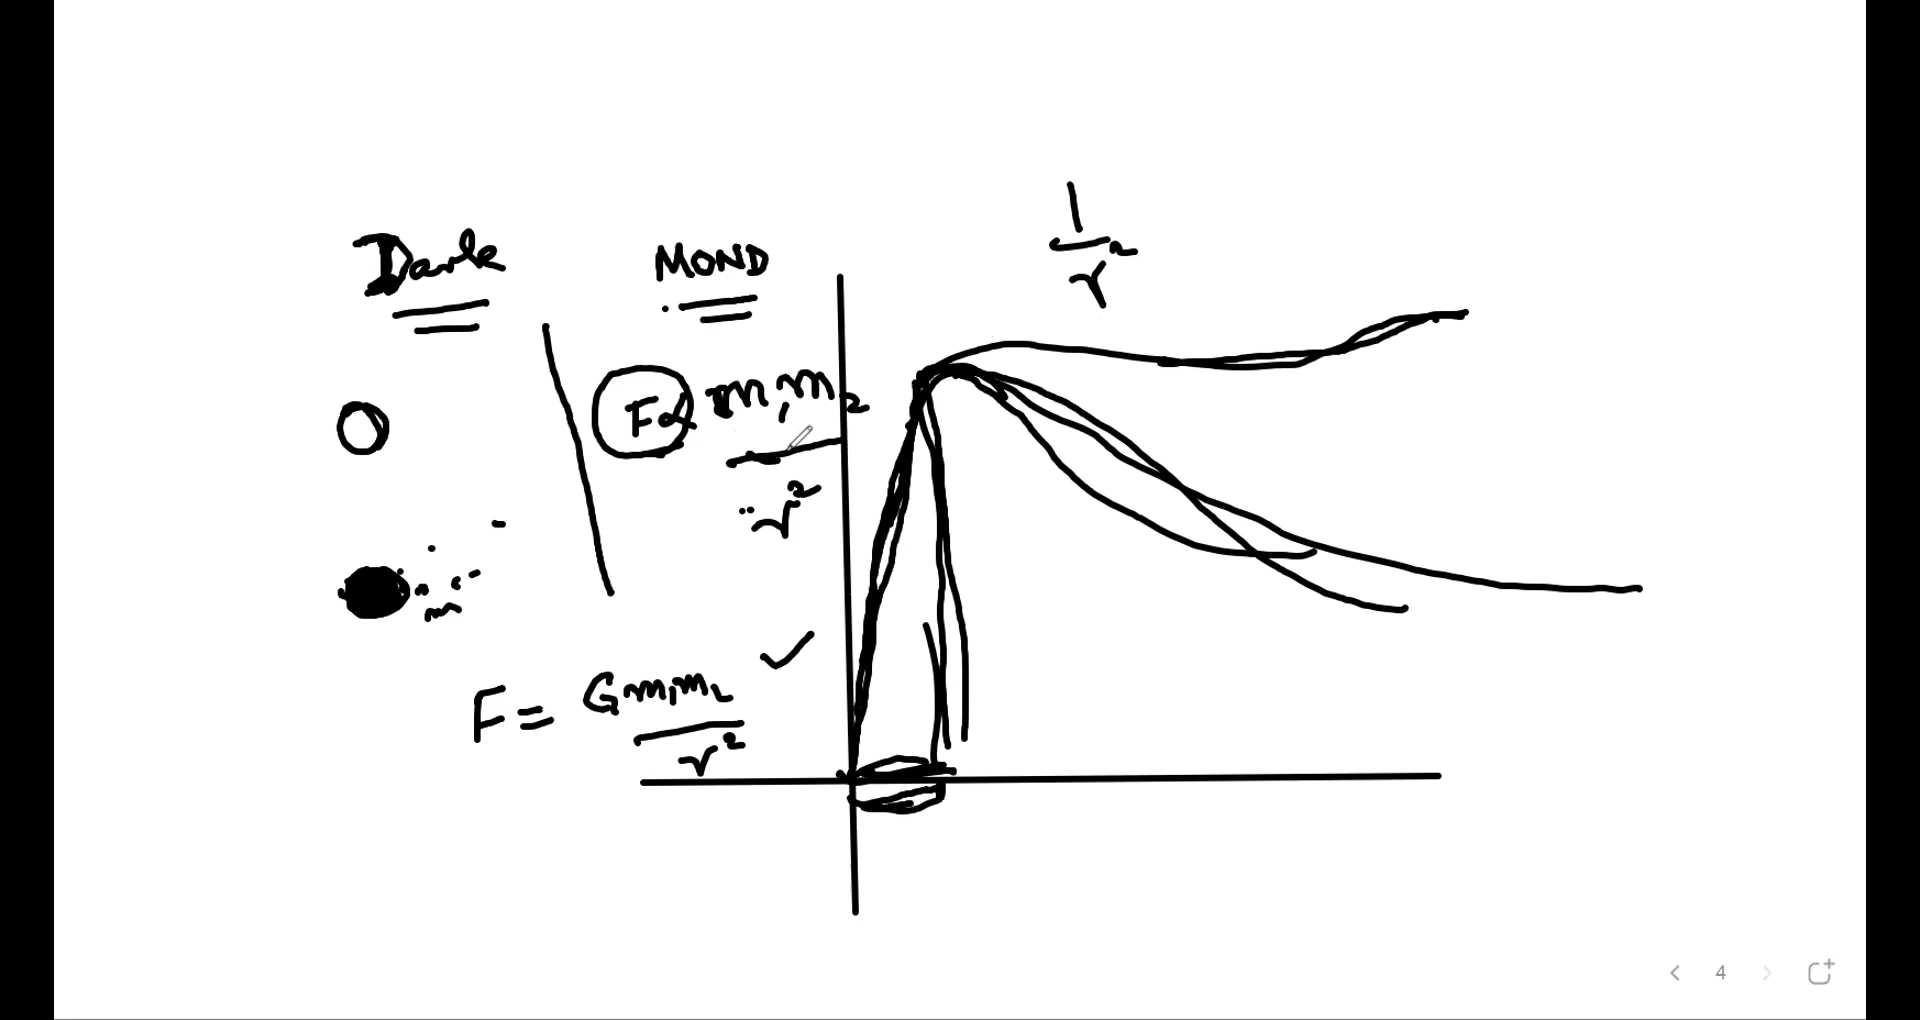 Dark
MOND
1/r²
F∝ m₁m₂/r²
F = Gm₁m₂/r²
4